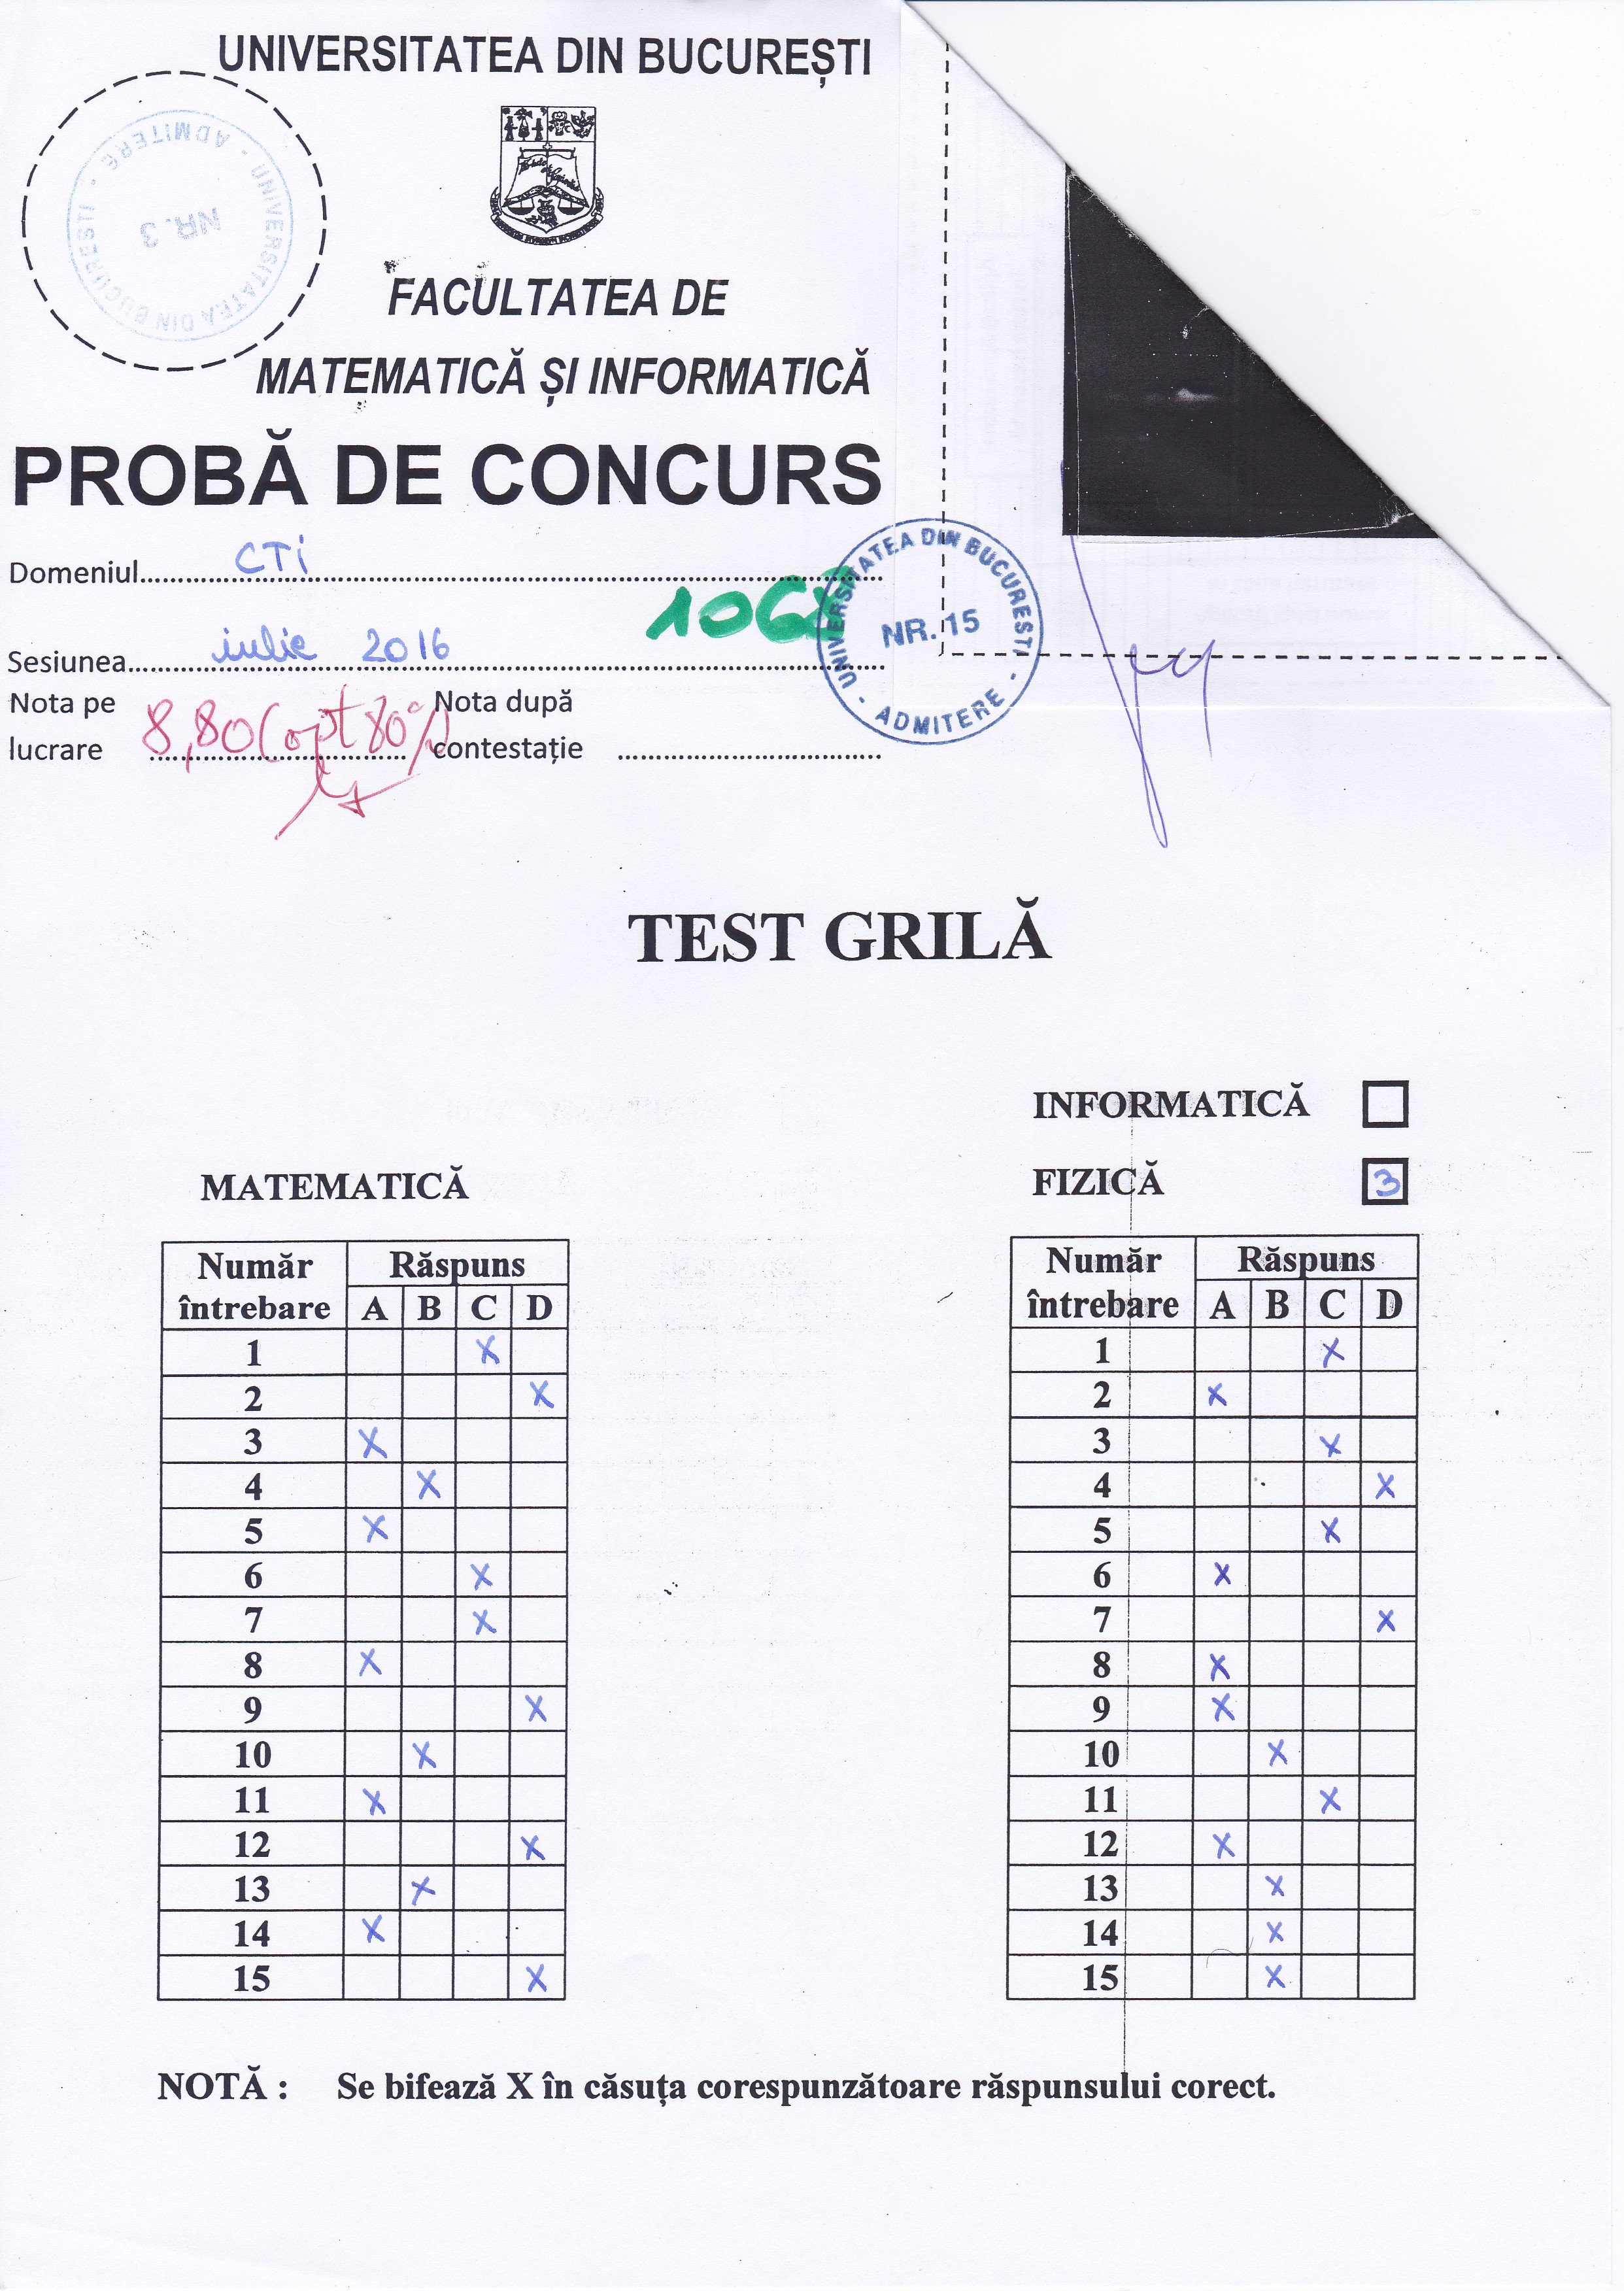 UNIVERSITATEA DIN BUCUREȘTI
UNIVERSITATEA DIN BUCURESTI - ADMITERE -
NR. 3
FACULTATEA DE
MATEMATICĂ ȘI INFORMATICĂ
PROBĂ DE CONCURS
Domeniul CTi
Sesiunea iulie 2016
UNIVERSITATEA DIN BUCURESTI - ADMITERE -
NR. 15
Nota pe Nota după
lucrare 8,80 (opt 80%) contestație
TEST GRILĂ
INFORMATICĂ
MATEMATICĂ
FIZICĂ 3
Număr Răspuns
întrebare A B C D
1 X
2 X
3 X
4 X
5 X
6 X
7 X
8 X
9 X
10 X
11 X
12 X
13 X
14 X
15 X
Număr Răspuns
întrebare A B C D
1 X
2 X
3 X
4 X
5 X
6 X
7 X
8 X
9 X
10 X
11 X
12 X
13 X
14 X
15 X
NOTĂ : Se bifează X în căsuța corespunzătoare răspunsului corect.